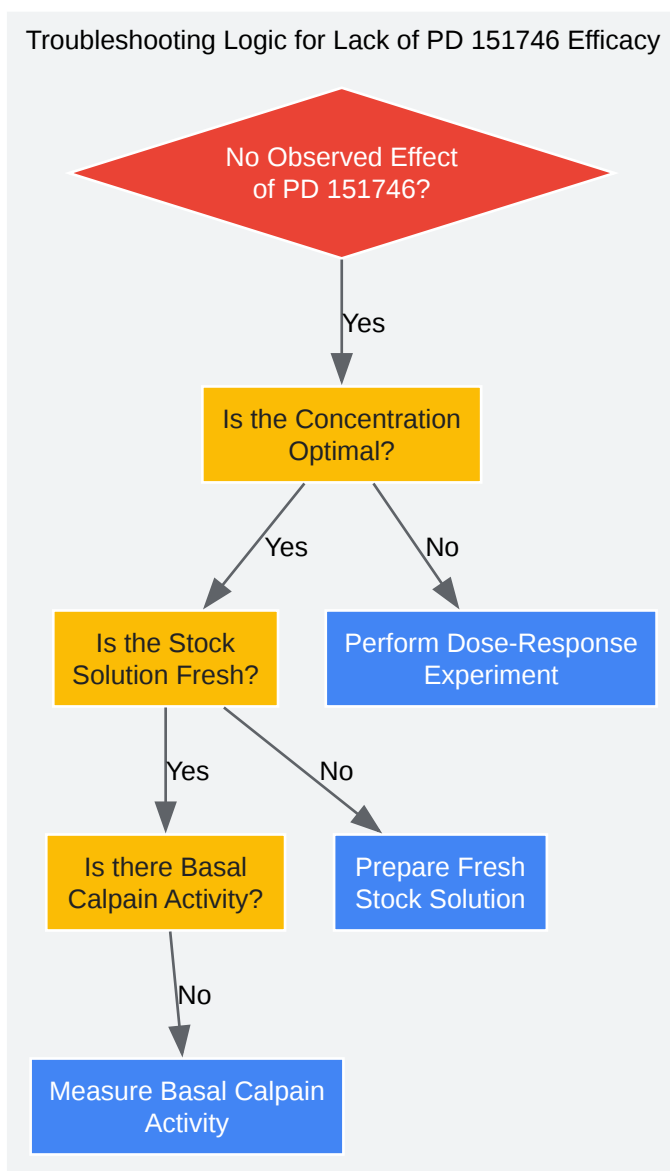 Troubleshooting Logic for Lack of PD 151746 Efficacy
No Observed Effect
of PD 151746?
Yes
Is the Concentration
Optimal?
Yes
No
Is the Stock
Solution Fresh?
Perform Dose-Response
Experiment
Yes
No
Is there Basal
Calpain Activity?
Prepare Fresh
Stock Solution
No
Measure Basal Calpain
Activity